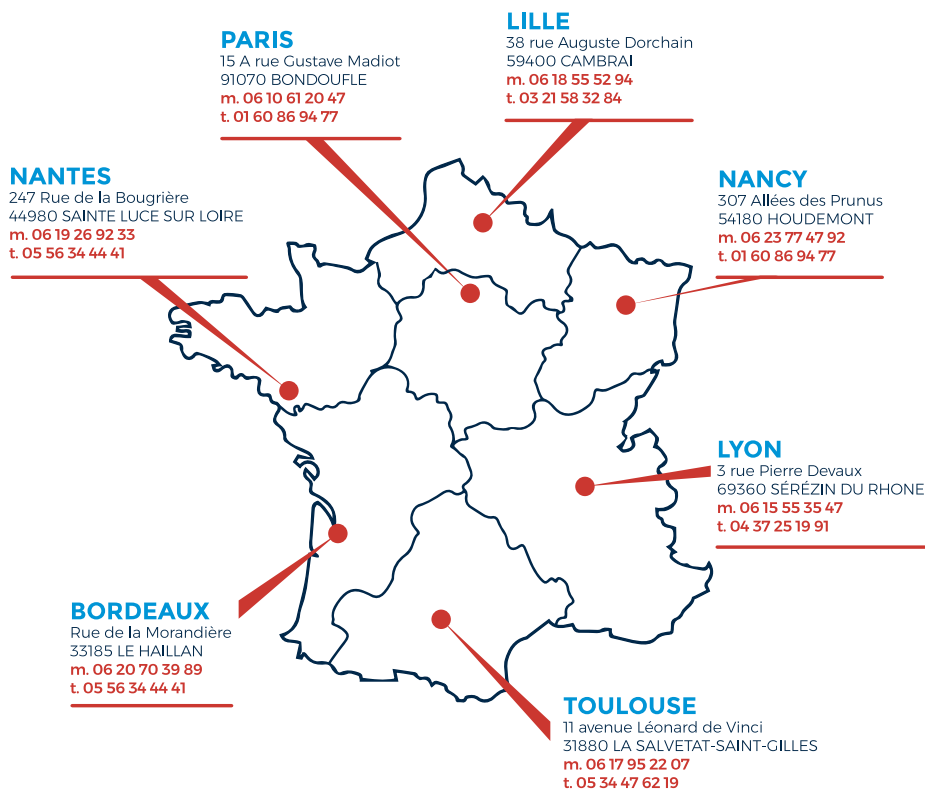 PARIS
15 A rue Gustave Madiot
91070 BONDOUFLE
m. 06 10 61 20 47
t. 01 60 86 94 77
LILLE
38 rue Auguste Dorchain
59400 CAMBRAI
m. 06 18 55 52 94
t. 03 21 58 32 84
NANTES
247 Rue de la Bougrière
44980 SAINTE LUCE SUR LOIRE
m. 06 19 26 92 33
t. 05 56 34 44 41
NANCY
307 Allées des Prunus
54180 HOUDEMONT
m. 06 23 77 47 92
t. 01 60 86 94 77
LYON
3 rue Pierre Devaux
69360 SÉRÉZIN DU RHONE
m. 06 15 55 35 47
t. 04 37 25 19 91
BORDEAUX
Rue de la Morandière
33185 LE HAILLAN
m. 06 20 70 39 89
t. 05 56 34 44 41
TOULOUSE
11 avenue Léonard de Vinci
31880 LA SALVETAT-SAINT-GILLES
m. 06 17 95 22 07
t. 05 34 47 62 19